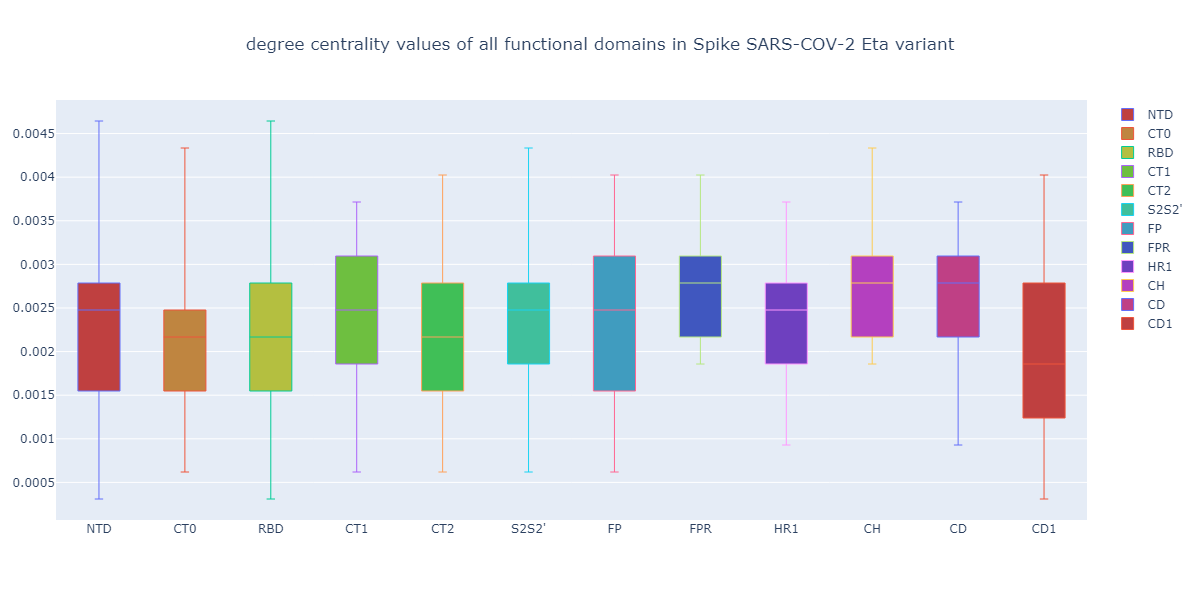 degree centrality values of all functional domains in Spike SARS-COV-2 Eta variant
0.0045
0.004
0.0035
0.003
0.0025
0.002
0.0015
0.001
0.0005
NTD CT0 RBD CT1 CT2 S2S2' FP FPR HR1 CH CD CD1
NTD
CT0
RBD
CT1
CT2
S2S2'
FP
FPR
HR1
CH
CD
CD1